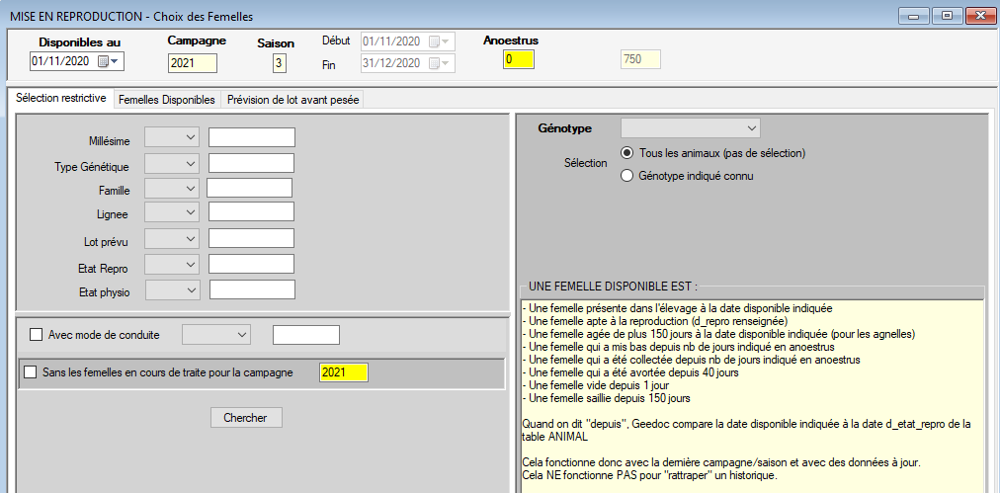 MISE EN REPRODUCTION - Choix des Femelles
Disponibles au Campagne Saison Début 01/11/2020 Anoestrus
01/11/2020 2021 3 Fin 31/12/2020 0 750
Sélection restrictive Femelles Disponibles Prévision de lot avant pesée
Millésime
Type Génétique
Famille
Lignee
Lot prévu
Etat Repro
Etat physio
Avec mode de conduite
Sans les femelles en cours de traite pour la campagne 2021
Chercher
Génotype
Sélection Tous les animaux (pas de sélection)
Génotype indiqué connu
UNE FEMELLE DISPONIBLE EST :
- Une femelle présente dans l'élevage à la date disponible indiquée
- Une femelle apte à la reproduction (d_repro renseignée)
- Une femelle agée de plus 150 jours à la date disponible indiquée (pour les agnelles)
- Une femelle qui a mis bas depuis nb de jours indiqué en anoestrus
- Une femelle qui a été collectée depuis nb de jours indiqué en anoestrus
- Une femelle qui a été avortée depuis 40 jours
- Une femelle vide depuis 1 jour
- Une femelle saillie depuis 150 jours
Quand on dit "depuis", Geedoc compare la date disponible indiquée à la date d_etat_repro de la
table ANIMAL
Cela fonctionne donc avec la dernière campagne/saison et avec des données à jour.
Cela NE fonctionne PAS pour "rattraper" un historique.